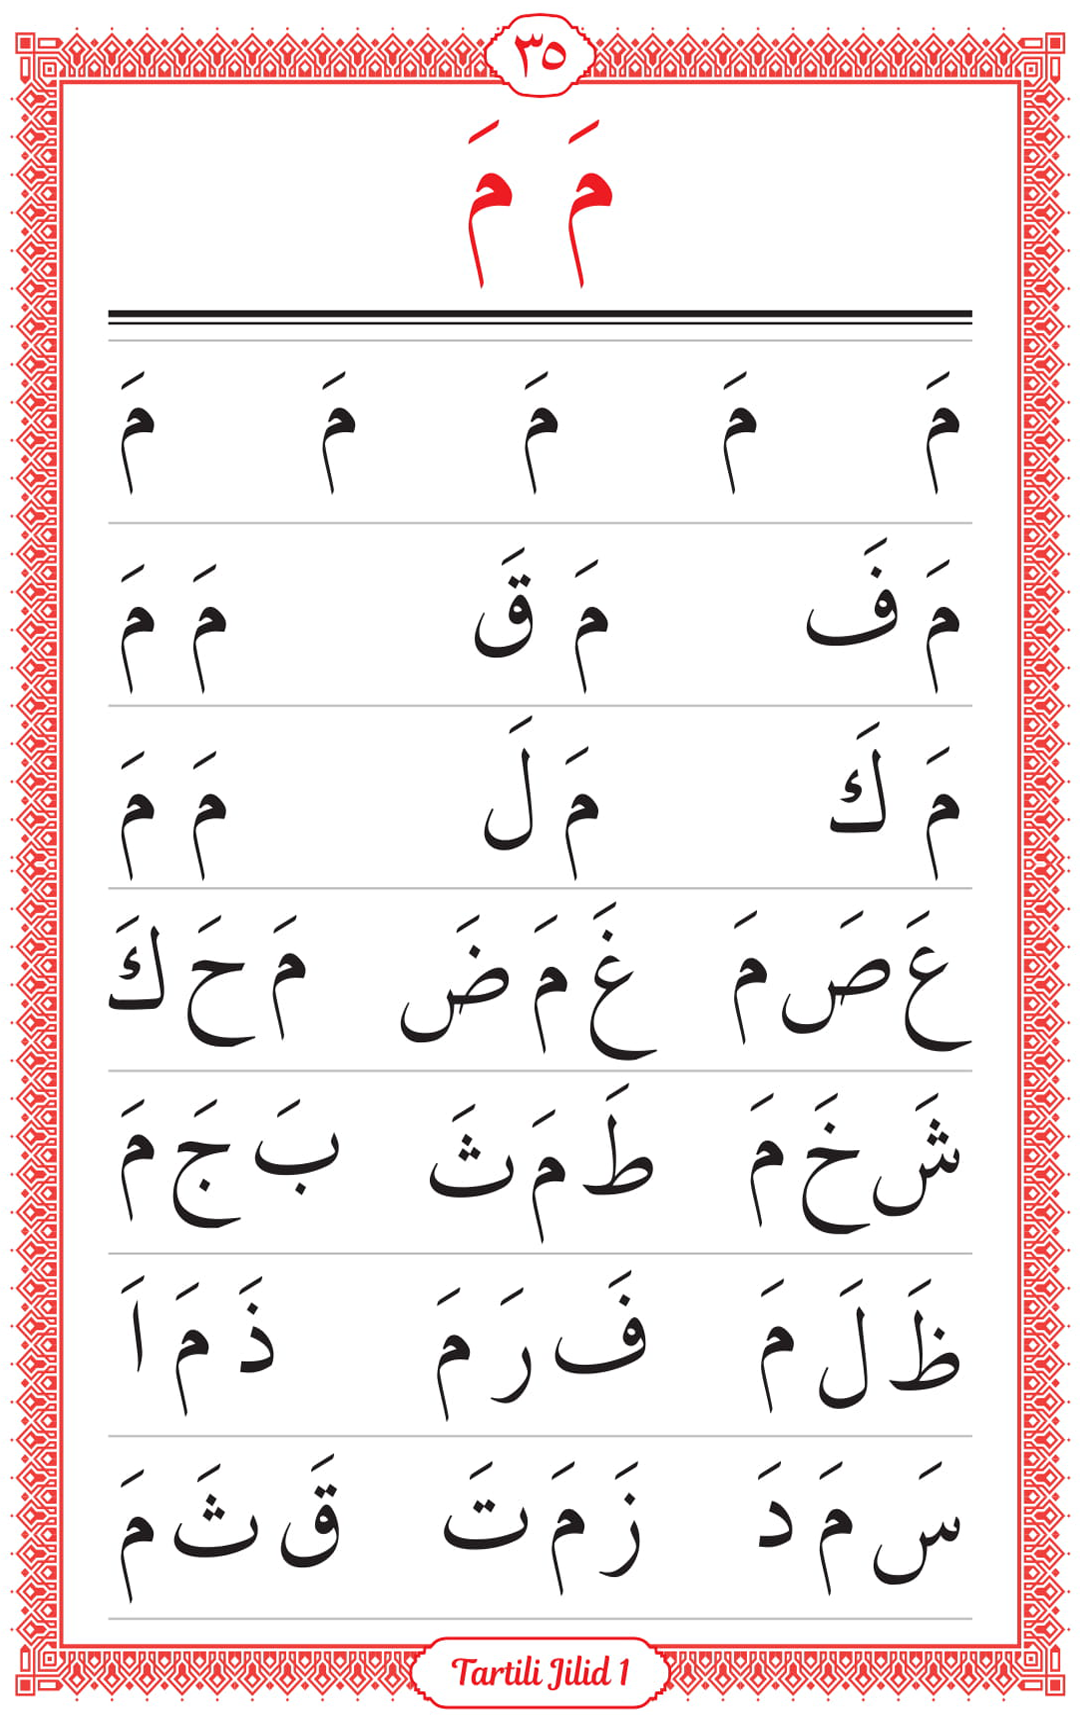 ٣٥
مَ مَ
مَ مَ مَ مَ مَ
مَ فَ مَ قَ مَ مَ
مَ كَ مَ لَ مَ مَ
عَ صَ مَ غَ مَ ضَ مَ حَ كَ
شَ خَ مَ طَ مَ ثَ بَ جَ مَ
ظَ لَ مَ فَ رَ مَ ذَ مَ اَ
سَ مَ دَ زَ مَ تَ قَ ثَ مَ
Tartili Jilid 1